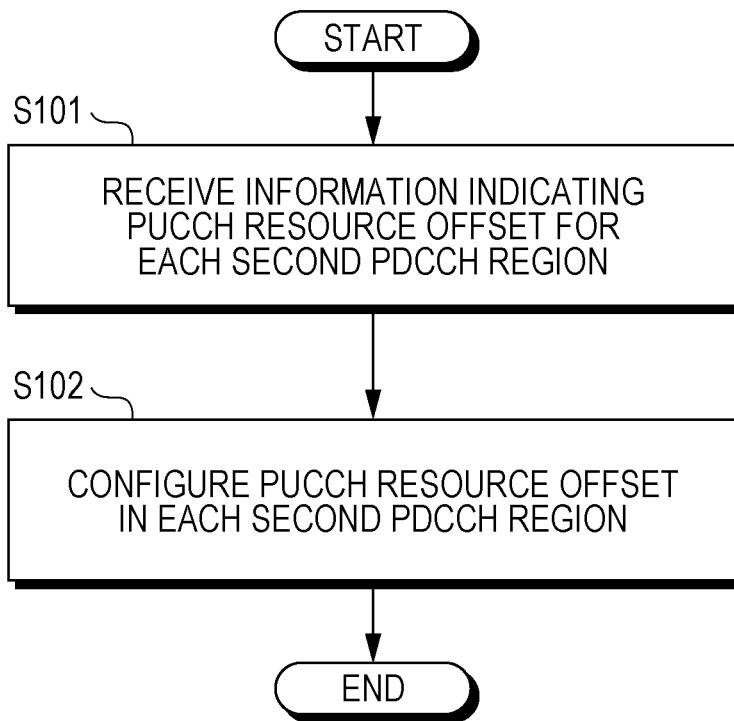 START
S101
RECEIVE INFORMATION INDICATING
PUCCH RESOURCE OFFSET FOR
EACH SECOND PDCCH REGION
S102
CONFIGURE PUCCH RESOURCE OFFSET
IN EACH SECOND PDCCH REGION
END